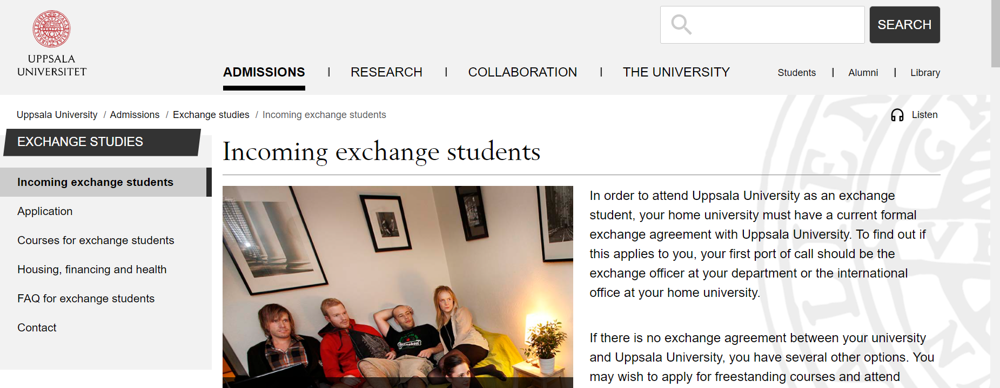 UPPSALA
UNIVERSITET
SEARCH
ADMISSIONS
RESEARCH
COLLABORATION
THE UNIVERSITY
Students
Alumni
Library
Uppsala University / Admissions / Exchange studies / Incoming exchange students
Listen
EXCHANGE STUDIES
Incoming exchange students
Application
Courses for exchange students
Housing, financing and health
FAQ for exchange students
Contact
Incoming exchange students
In order to attend Uppsala University as an exchange
student, your home university must have a current formal
exchange agreement with Uppsala University. To find out if
this applies to you, your first port of call should be the
exchange officer at your department or the international
office at your home university.
If there is no exchange agreement between your university
and Uppsala University, you have several other options. You
may wish to apply for freestanding courses and attend